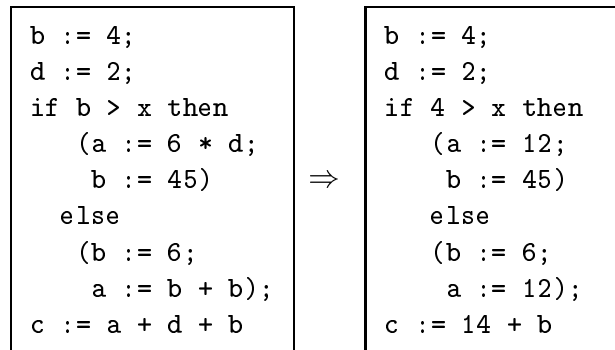 b := 4;
d := 2;
if b > x then
(a := 6 * d;
b := 45)
else
(b := 6;
a := b + b);
c := a + d + b
⇒
b := 4;
d := 2;
if 4 > x then
(a := 12;
b := 45)
else
(b := 6;
a := 12);
c := 14 + b